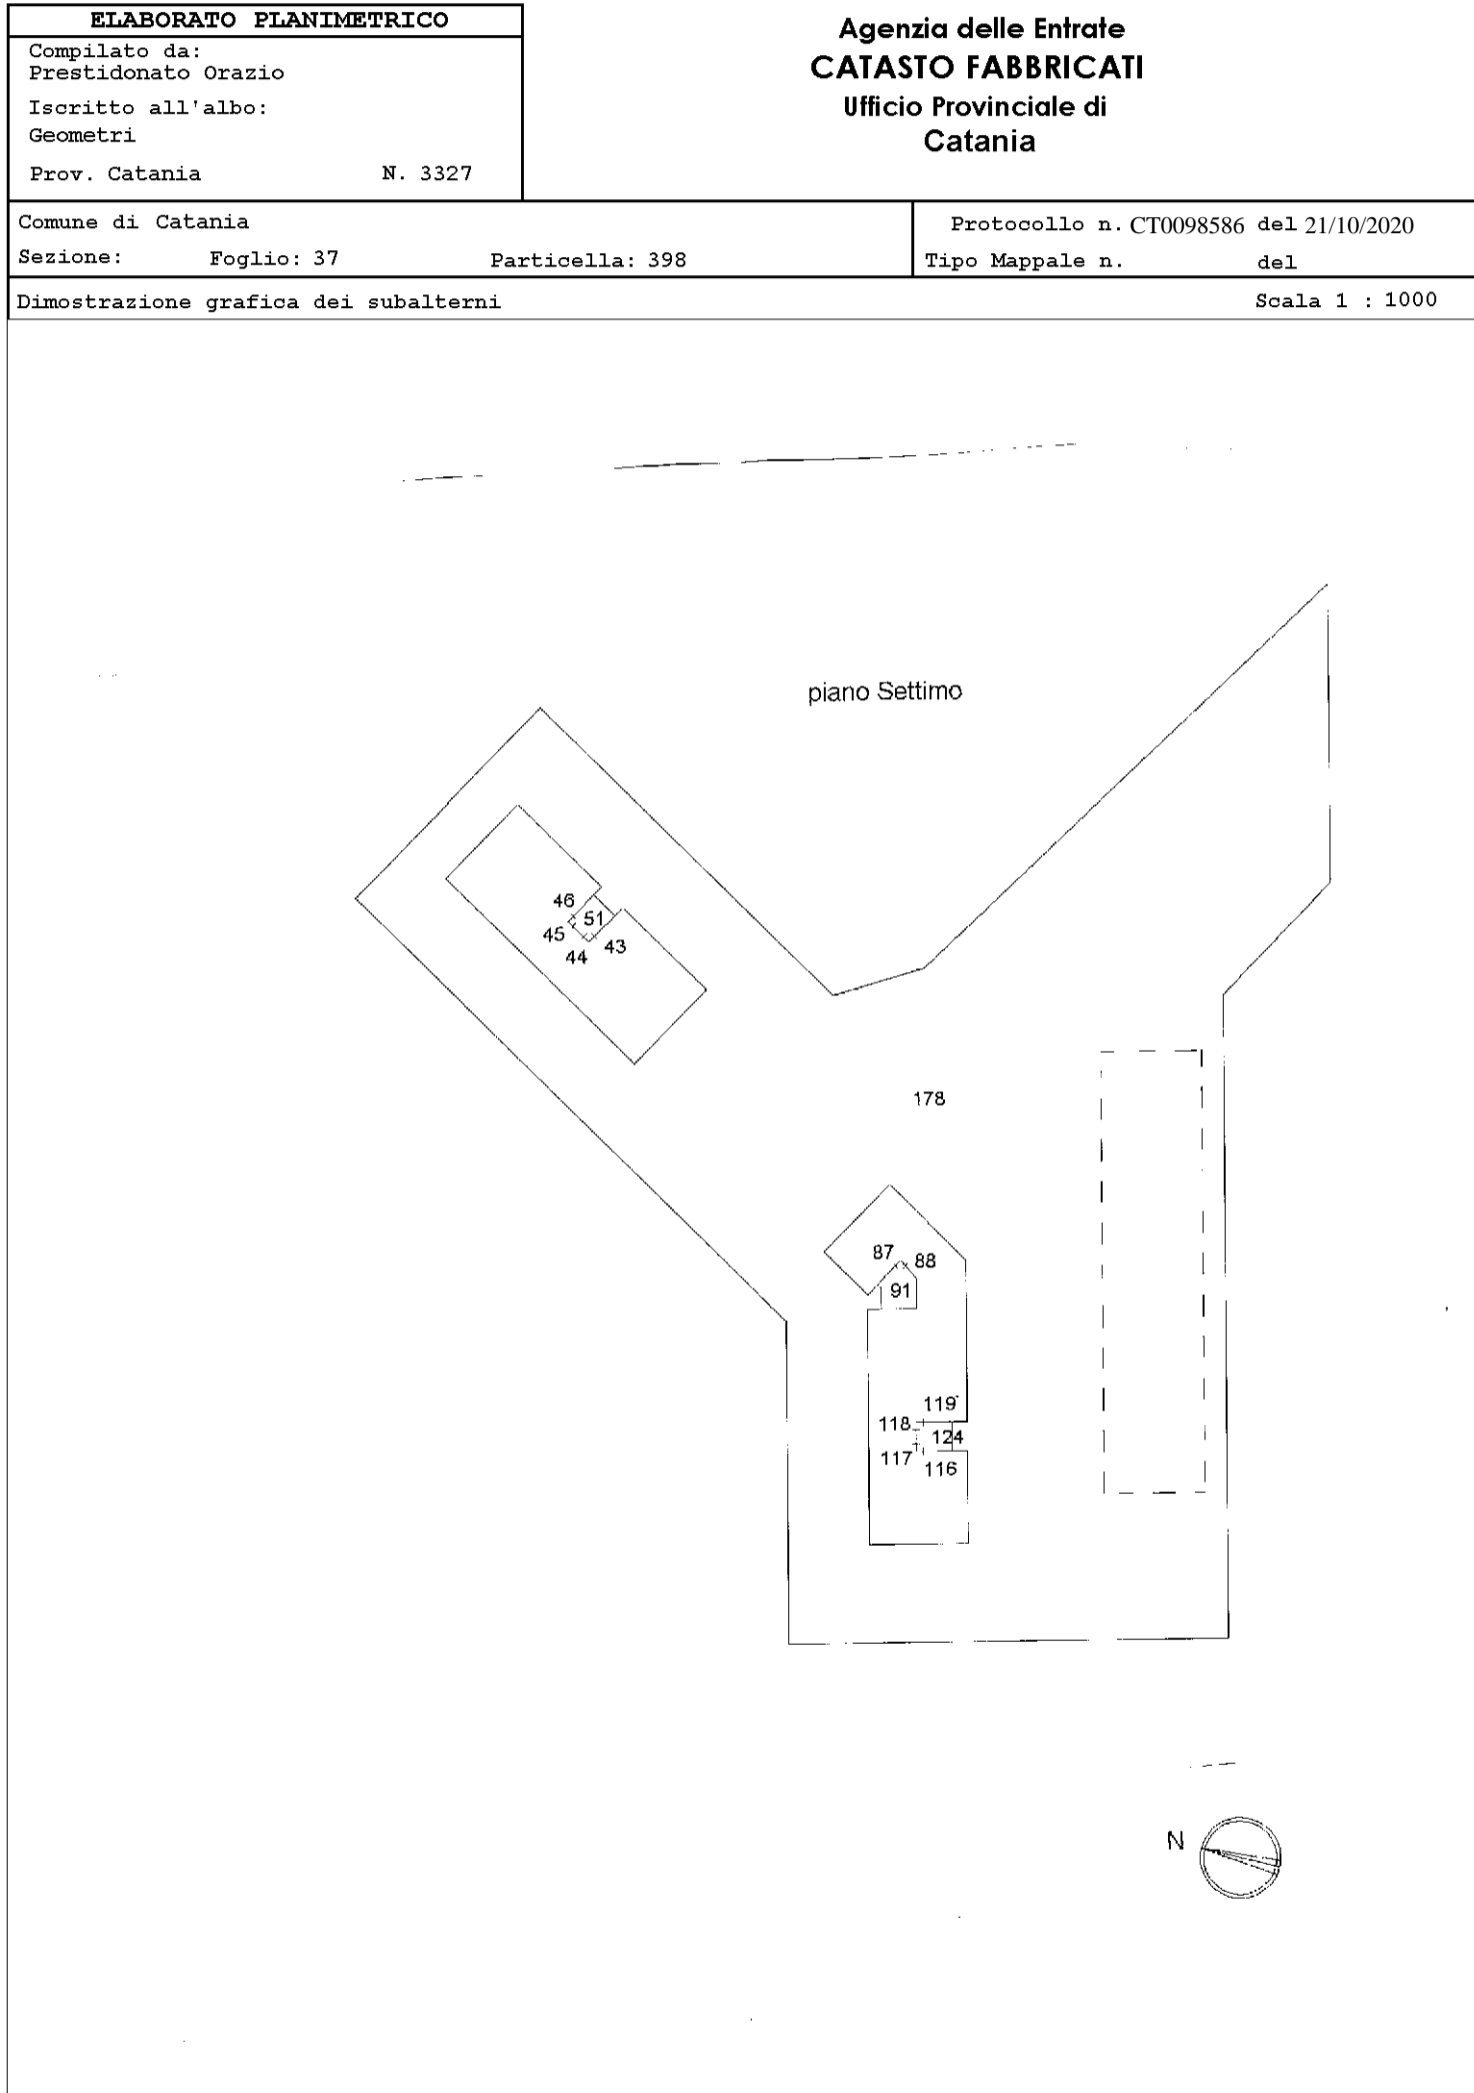 ELABORATO PLANIMETRICO
Compilato da:
Prestidonato Orazio
Iscritto all'albo:
Geometri
Prov. Catania N. 3327
Agenzia delle Entrate
CATASTO FABBRICATI
Ufficio Provinciale di
Catania
Comune di Catania
Sezione: Foglio: 37 Particella: 398
Protocollo n. CT0098586 del 21/10/2020
Tipo Mappale n. del
Dimostrazione grafica dei subalterni Scala 1 : 1000
piano Settimo
46
51
45
43
44
178
87
88
91
119
118
124
117
116
N